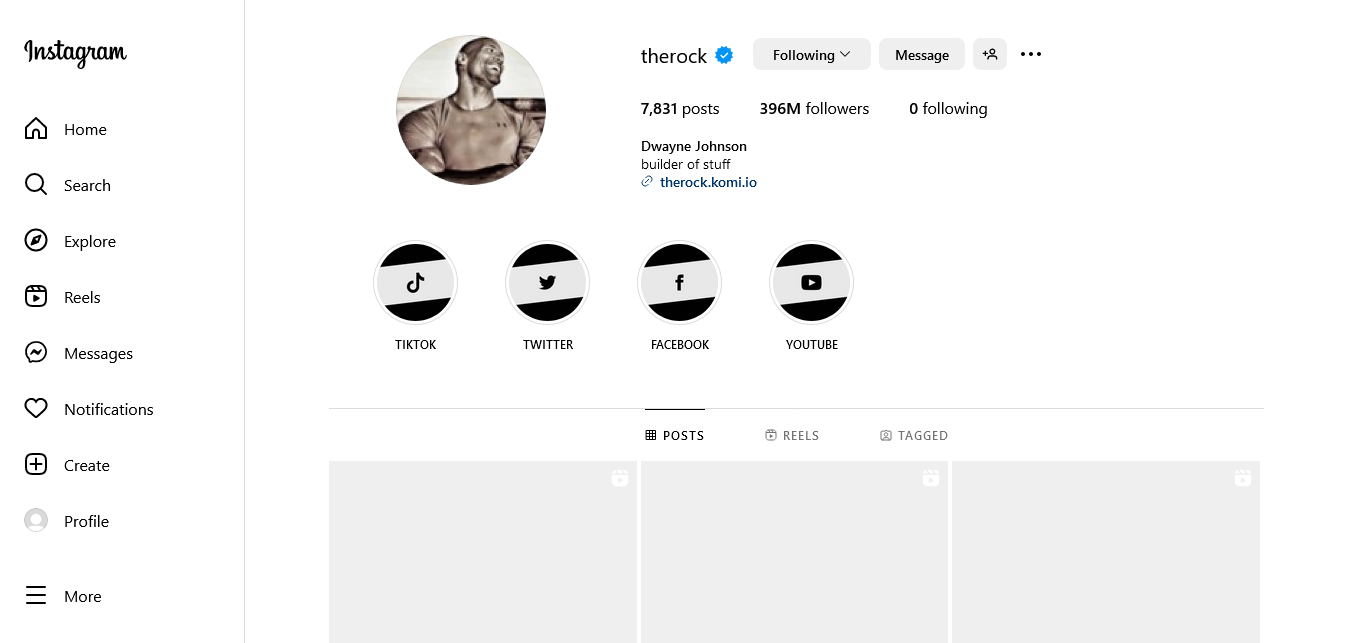 Instagram
Home
Search
Explore
Reels
Messages
Notifications
Create
Profile
More
therock Following Message
7,831 posts 396M followers 0 following
Dwayne Johnson
builder of stuff
therock.komi.io
TIKTOK TWITTER FACEBOOK YOUTUBE
POSTS REELS TAGGED